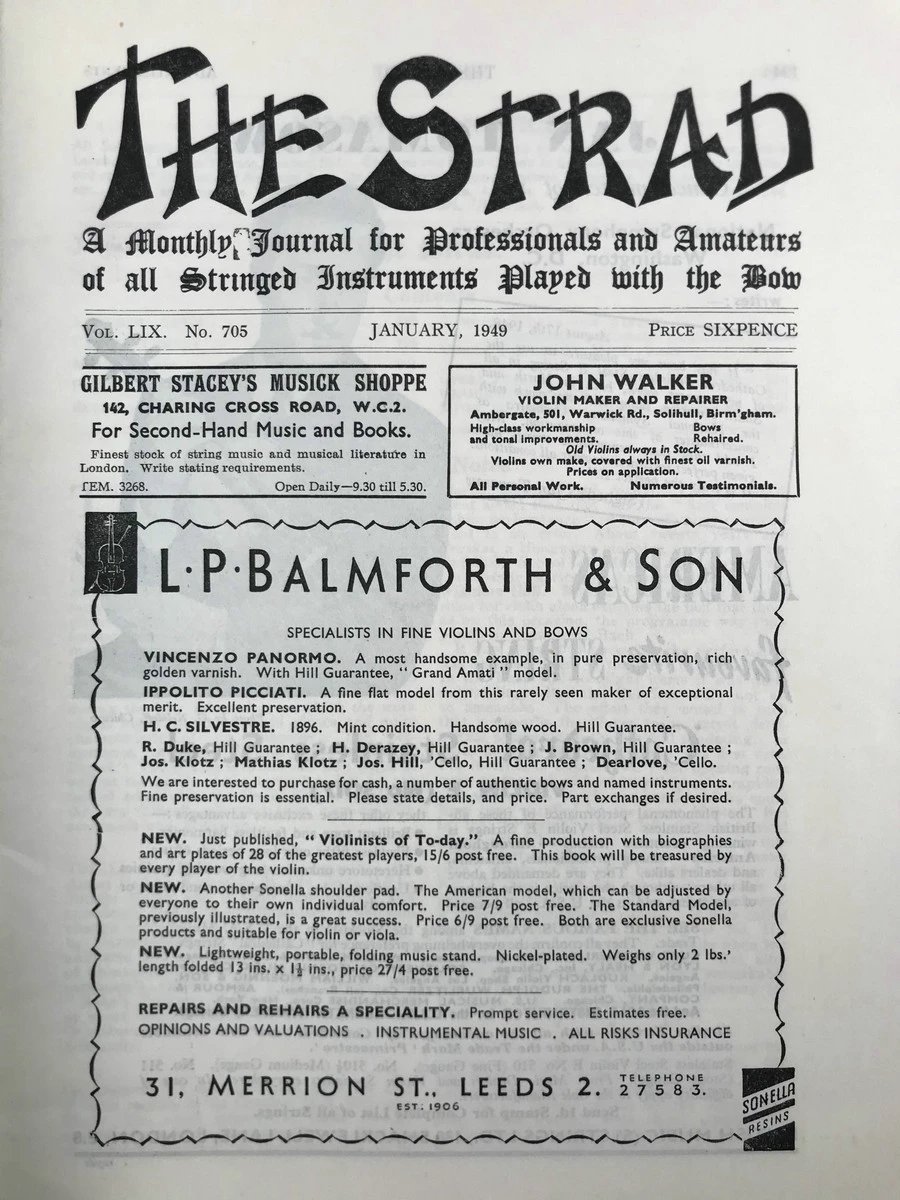 THE STRAD
A Monthly Journal for Professionals and Amateurs
of all Stringed Instruments Played with the Bow
VOL. LIX. No. 705 JANUARY, 1949 PRICE SIXPENCE
GILBERT STACEY'S MUSICK SHOPPE
142, CHARING CROSS ROAD, W.C.2.
For Second-Hand Music and Books.
Finest stock of string music and musical literature in
London. Write stating requirements.
TEM. 3268. Open Daily—9.30 till 5.30.
JOHN WALKER
VIOLIN MAKER AND REPAIRER
Ambergate, 501, Warwick Rd., Solihull, Birm'gham.
High-class workmanship Bows
and tonal improvements. Rehaired.
Old Violins always in Stock.
Violins own make, covered with finest oil varnish.
Prices on application.
All Personal Work. Numerous Testimonials.
L·P·BALMFORTH & SON
SPECIALISTS IN FINE VIOLINS AND BOWS
VINCENZO PANORMO. A most handsome example, in pure preservation, rich
golden varnish. With Hill Guarantee, "Grand Amati" model.
IPPOLITO PICCIATI. A fine flat model from this rarely seen maker of exceptional
merit. Excellent preservation.
H. C. SILVESTRE. 1896. Mint condition. Handsome wood. Hill Guarantee.
R. Duke, Hill Guarantee ; H. Derazey, Hill Guarantee ; J. Brown, Hill Guarantee ;
Jos. Klotz ; Mathias Klotz ; Jos. Hill, 'Cello, Hill Guarantee ; Dearlove, 'Cello.
We are interested to purchase for cash, a number of authentic bows and named instruments.
Fine preservation is essential. Please state details, and price. Part exchanges if desired.
NEW. Just published, "Violinists of To-day." A fine production with biographies
and art plates of 28 of the greatest players, 15/6 post free. This book will be treasured by
every player of the violin.
NEW. Another Sonella shoulder pad. The American model, which can be adjusted by
everyone to their own individual comfort. Price 7/9 post free. The Standard Model,
previously illustrated, is a great success. Price 6/9 post free. Both are exclusive Sonella
products and suitable for violin or viola.
NEW. Lightweight, portable, folding music stand. Nickel-plated. Weighs only 2 lbs.'
length folded 13 ins. x 1½ ins., price 27/4 post free.
REPAIRS AND REHAIRS A SPECIALITY. Prompt service. Estimates free.
OPINIONS AND VALUATIONS . INSTRUMENTAL MUSIC . ALL RISKS INSURANCE
31, MERRION ST., LEEDS 2. TELEPHONE 27583.
EST. 1906
SONELLA
RESINS